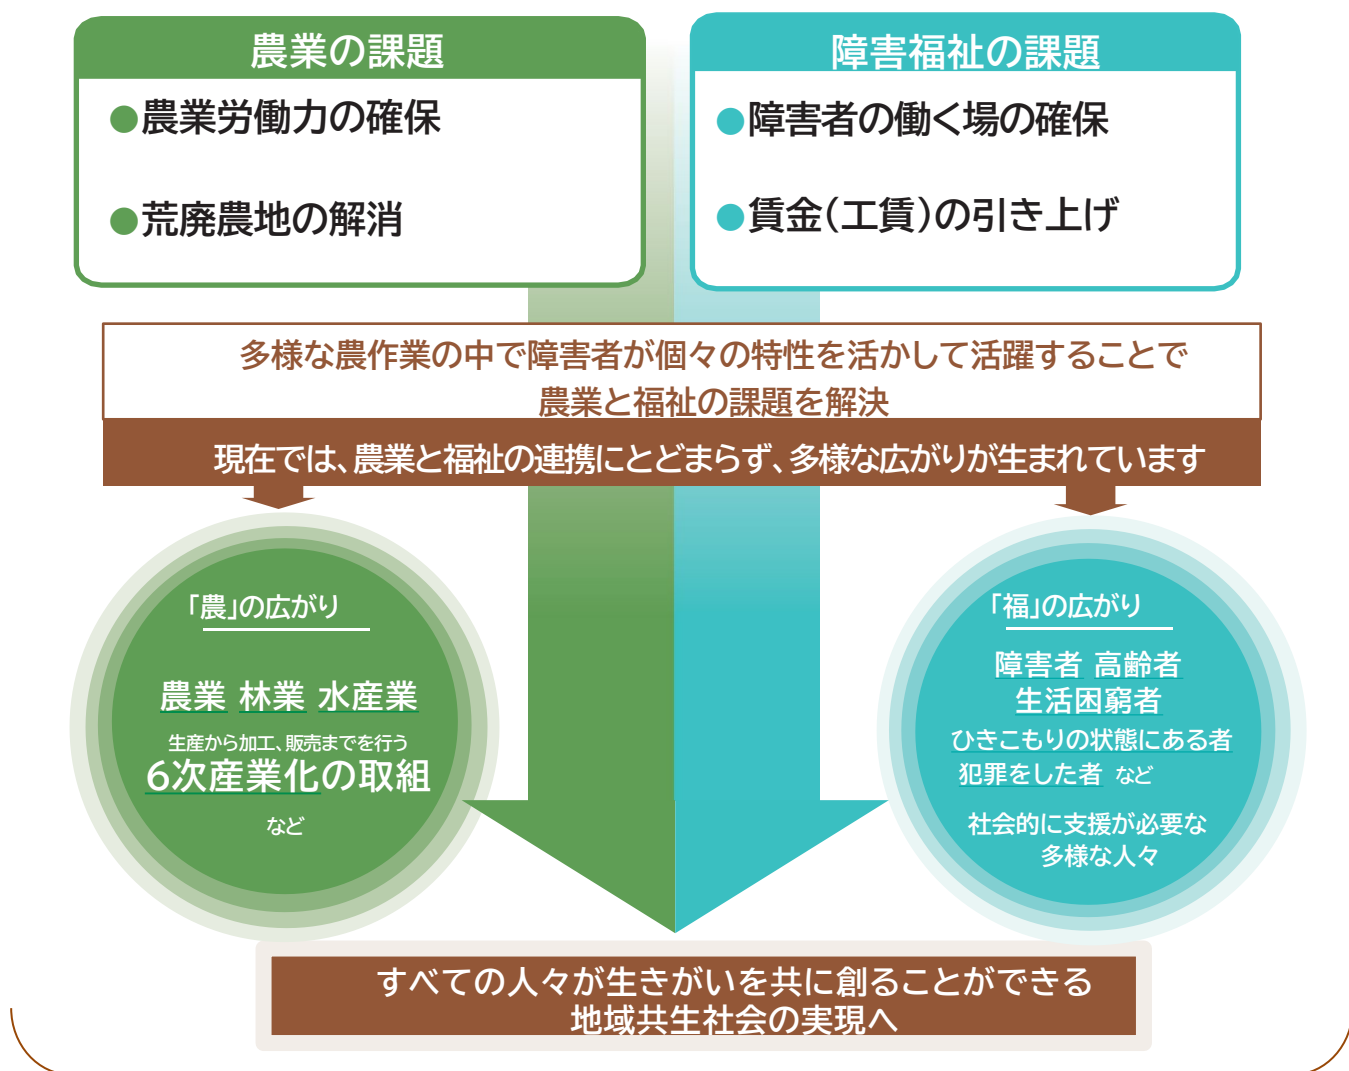 農業の課題
●農業労働力の確保
●荒廃農地の解消
障害福祉の課題
●障害者の働く場の確保
●賃金(工賃)の引き上げ
多様な農作業の中で障害者が個々の特性を活かして活躍することで
農業と福祉の課題を解決
現在では、農業と福祉の連携にとどまらず、多様な広がりが生まれています
「農」の広がり
農業 林業 水産業
生産から加工、販売までを行う
6次産業化の取組
など
「福」の広がり
障害者 高齢者
生活困窮者
ひきこもりの状態にある者
犯罪をした者 など
社会的に支援が必要な
多様な人々
すべての人々が生きがいを共に創ることができる
地域共生社会の実現へ